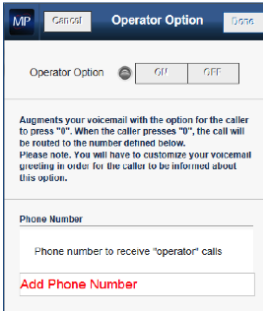 MP Cancel Operator Option Done
Operator Option ON OFF
Augments your voicemail with the option for the caller
to press "0". When the caller presses "0", the call will
be routed to the number defined below.
Please note. You will have to customize your voicemail
greeting in order for the caller to be informed about
this option.
Phone Number
Phone number to receive "operator" calls
Add Phone Number